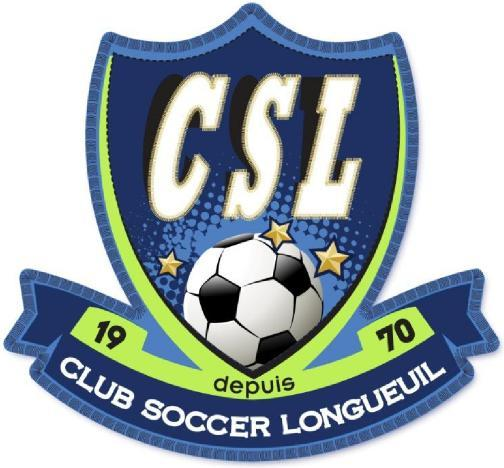 CSL
19 70
depuis
CLUB SOCCER LONGUEUIL